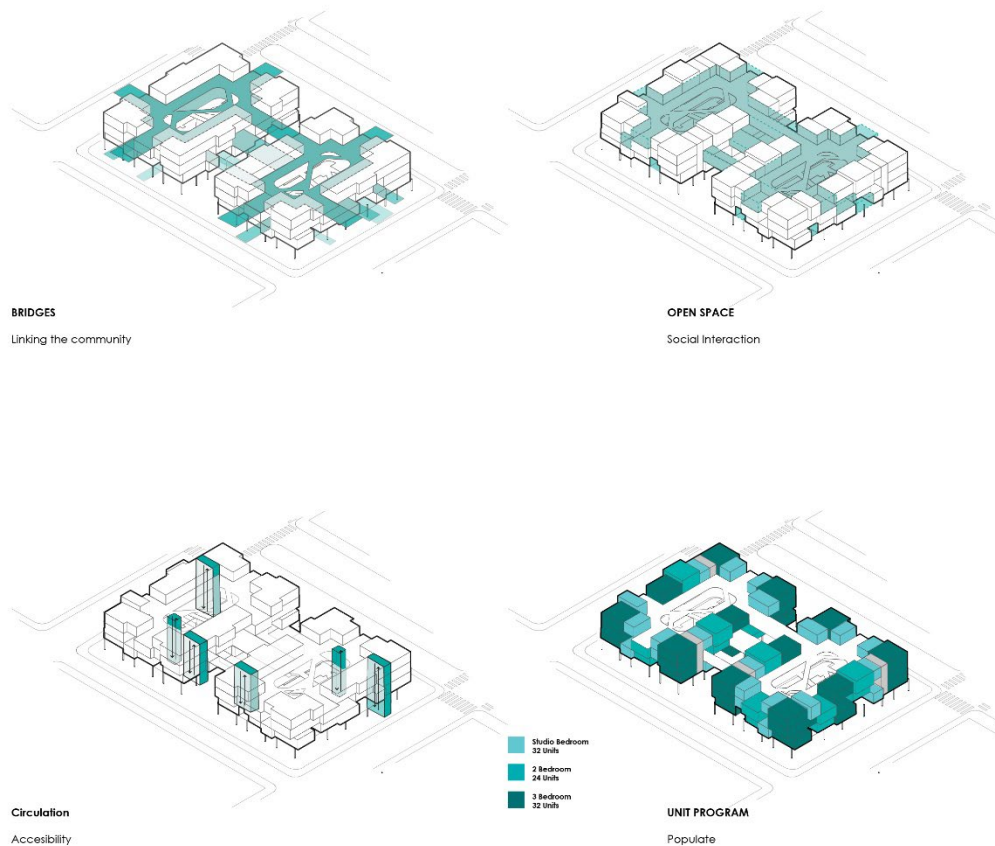 BRIDGES
Linking the community
OPEN SPACE
Social Interaction
Studio Bedroom
32 Units
2 Bedroom
24 Units
3 Bedroom
32 Units
Circulation
Accesibility
UNIT PROGRAM
Populate